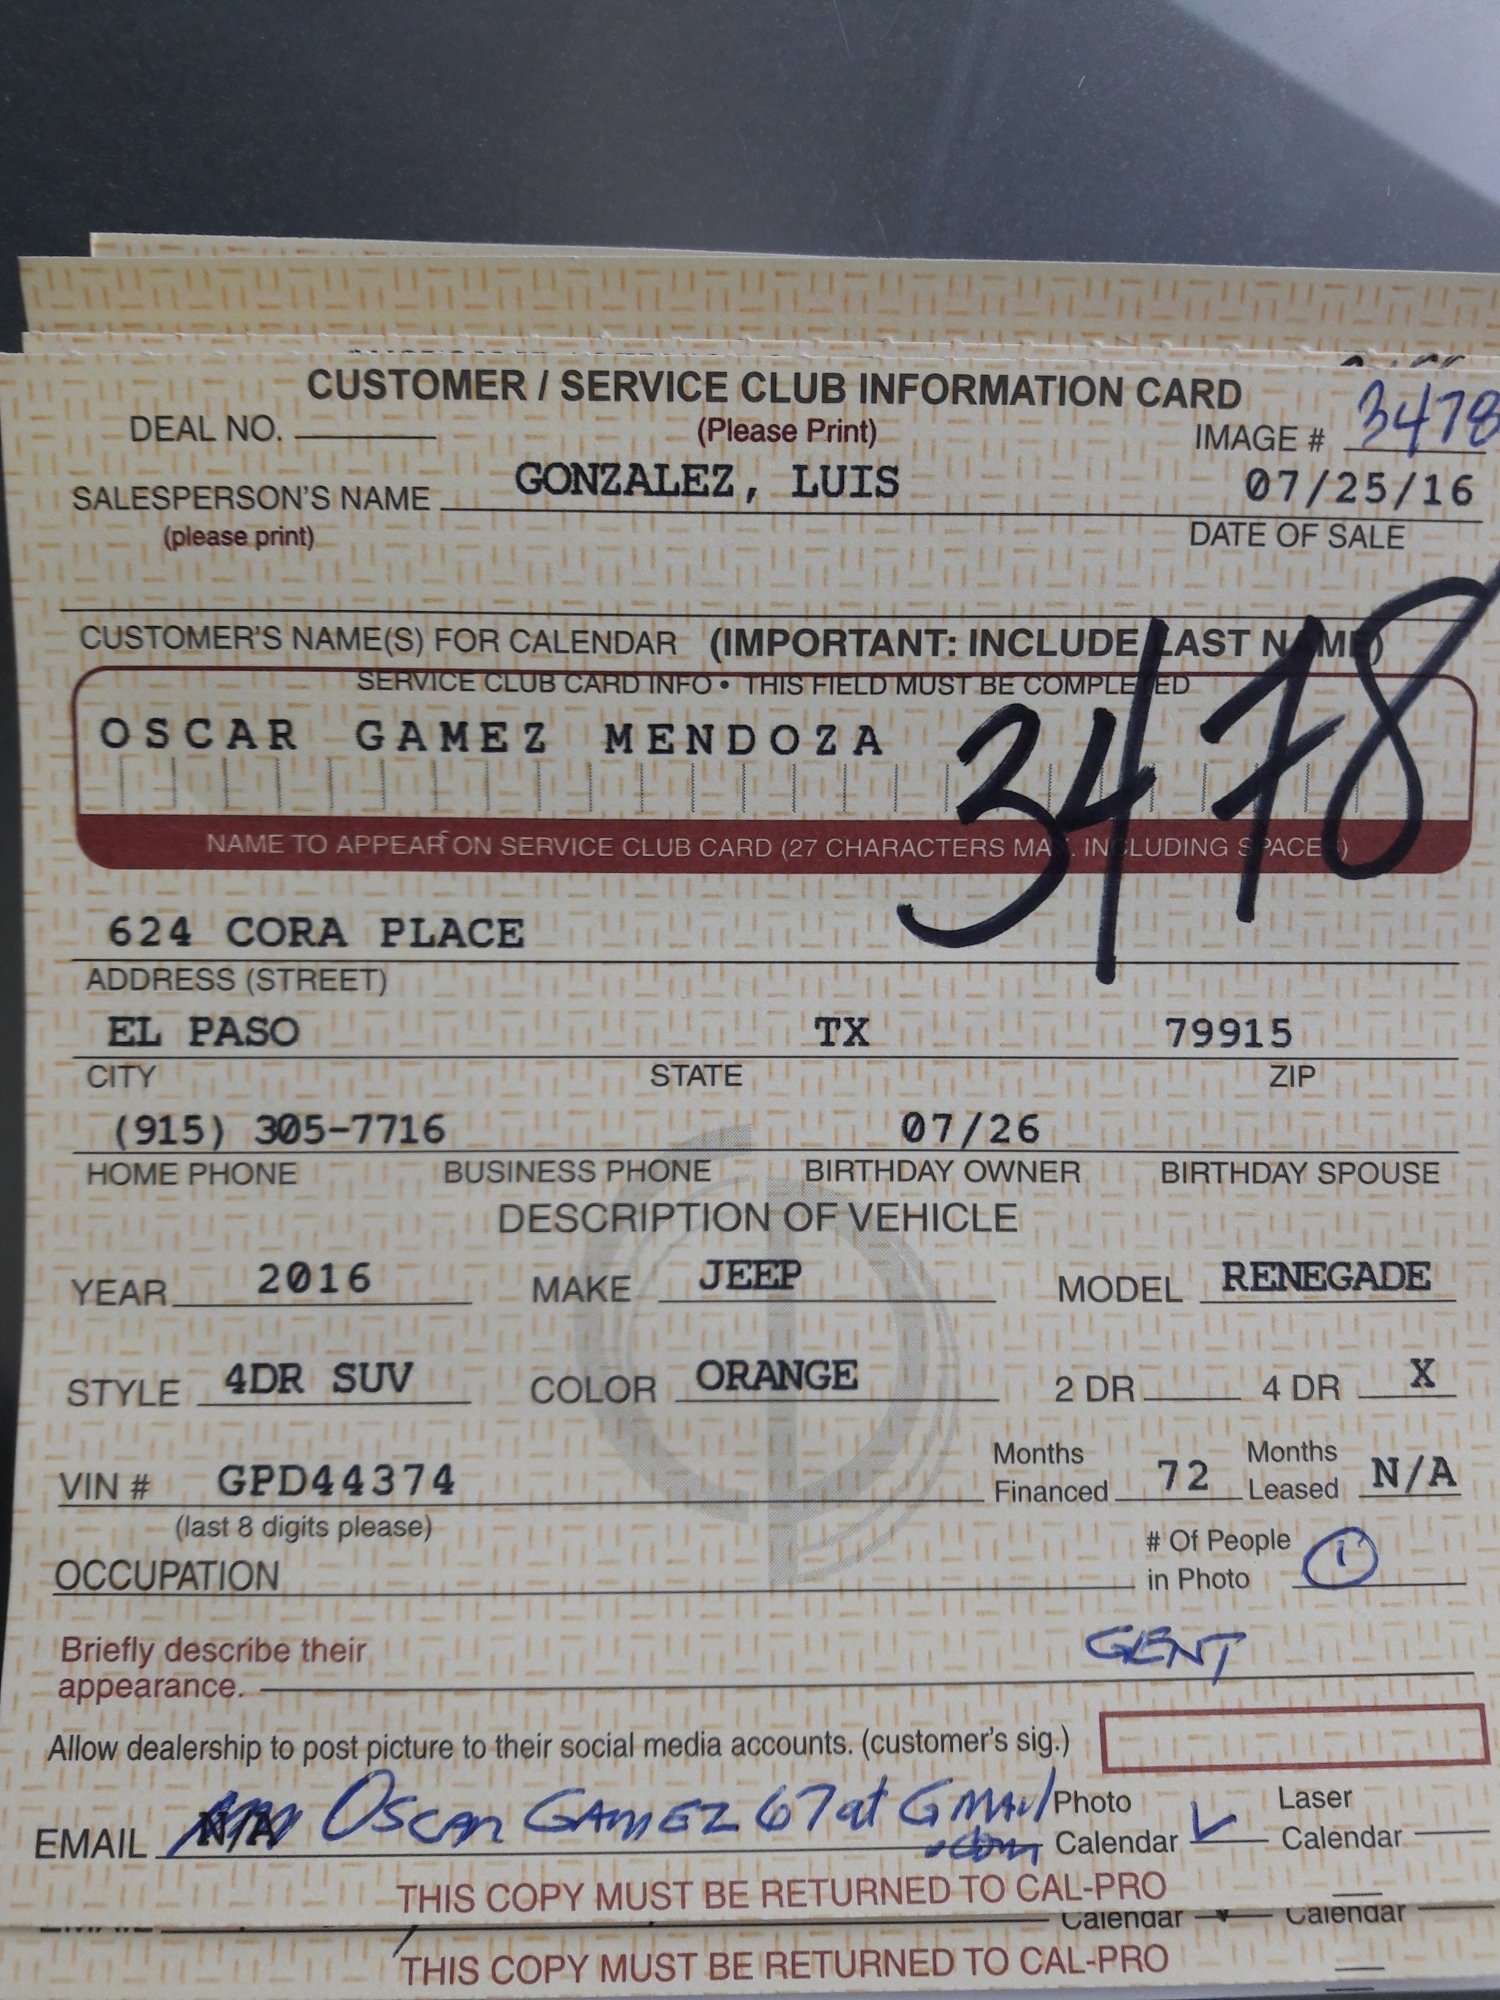 CUSTOMER / SERVICE CLUB INFORMATION CARD
DEAL NO. (Please Print) IMAGE # 3478
SALESPERSON'S NAME GONZALEZ, LUIS 07/25/16
(please print) DATE OF SALE
CUSTOMER'S NAME(S) FOR CALENDAR (IMPORTANT: INCLUDE LAST NAME)
SERVICE CLUB CARD INFO • THIS FIELD MUST BE COMPLETED
OSCAR GAMEZ MENDOZA
3478
NAME TO APPEAR ON SERVICE CLUB CARD (27 CHARACTERS MAX. INCLUDING SPACES)
624 CORA PLACE
ADDRESS (STREET)
EL PASO TX 79915
CITY STATE ZIP
(915) 305-7716 07/26
HOME PHONE BUSINESS PHONE BIRTHDAY OWNER BIRTHDAY SPOUSE
DESCRIPTION OF VEHICLE
YEAR 2016 MAKE JEEP MODEL RENEGADE
STYLE 4DR SUV COLOR ORANGE 2 DR 4 DR X
VIN # GPD44374 Months Financed 72 Months Leased N/A
(last 8 digits please)
OCCUPATION # Of People in Photo 1
Briefly describe their
appearance. GENT
Allow dealership to post picture to their social media accounts. (customer's sig.)
EMAIL N/A Oscar GAMEZ 67 at GMAil .com Photo Calendar ✓ Laser Calendar
THIS COPY MUST BE RETURNED TO CAL-PRO
EMAIL Calendar Calendar
THIS COPY MUST BE RETURNED TO CAL-PRO